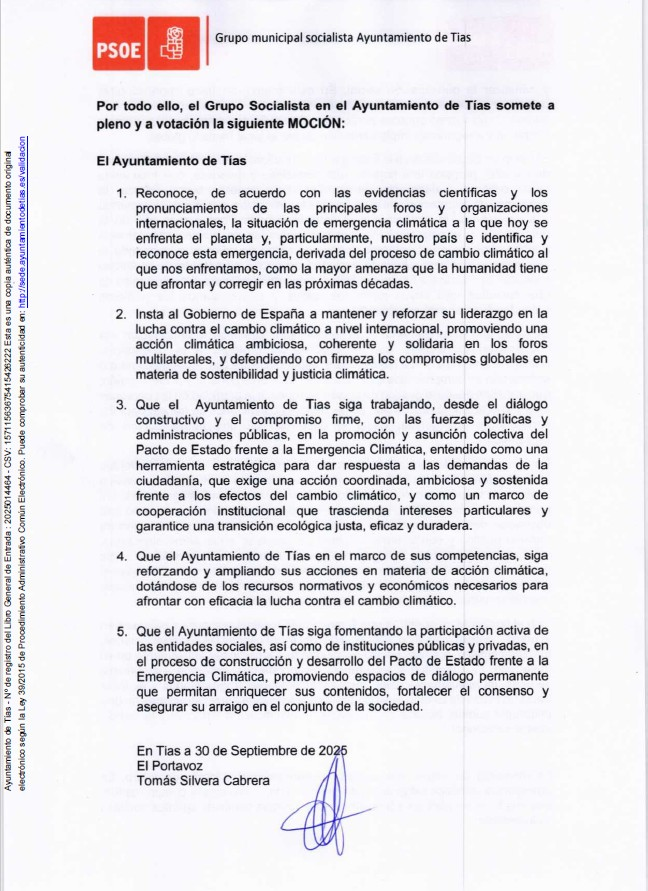 PSOE
Grupo municipal socialista Ayuntamiento de Tias
Por todo ello, el Grupo Socialista en el Ayuntamiento de Tías somete a
pleno y a votación la siguiente MOCIÓN:
El Ayuntamiento de Tías
1. Reconoce, de acuerdo con las evidencias científicas y los
pronunciamientos de las principales foros y organizaciones
internacionales, la situación de emergencia climática a la que hoy se
enfrenta el planeta y, particularmente, nuestro país e identifica y
reconoce esta emergencia, derivada del proceso de cambio climático al
que nos enfrentamos, como la mayor amenaza que la humanidad tiene
que afrontar y corregir en las próximas décadas.
2. Insta al Gobierno de España a mantener y reforzar su liderazgo en la
lucha contra el cambio climático a nivel internacional, promoviendo una
acción climática ambiciosa, coherente y solidaria en los foros
multilaterales, y defendiendo con firmeza los compromisos globales en
materia de sostenibilidad y justicia climática.
3. Que el Ayuntamiento de Tias siga trabajando, desde el diálogo
constructivo y el compromiso firme, con las fuerzas políticas y
administraciones públicas, en la promoción y asunción colectiva del
Pacto de Estado frente a la Emergencia Climática, entendido como una
herramienta estratégica para dar respuesta a las demandas de la
ciudadanía, que exige una acción coordinada, ambiciosa y sostenida
frente a los efectos del cambio climático, y como un marco de
cooperación institucional que trascienda intereses particulares y
garantice una transición ecológica justa, eficaz y duradera.
4. Que el Ayuntamiento de Tías en el marco de sus competencias, siga
reforzando y ampliando sus acciones en materia de acción climática,
dotándose de los recursos normativos y económicos necesarios para
afrontar con eficacia la lucha contra el cambio climático.
5. Que el Ayuntamiento de Tías siga fomentando la participación activa de
las entidades sociales, así como de instituciones públicas y privadas, en
el proceso de construcción y desarrollo del Pacto de Estado frente a la
Emergencia Climática, promoviendo espacios de diálogo permanente
que permitan enriquecer sus contenidos, fortalecer el consenso y
asegurar su arraigo en el conjunto de la sociedad.
En Tias a 30 de Septiembre de 2025
El Portavoz
Tomás Silvera Cabrera
Ayuntamiento de Tías - Nº de registro del Libro General de Entrada : 2025014464 - CSV: 15711563675415426222 Esta es una copia auténtica de documento original
electrónico según la Ley 39/2015 de Procedimiento Administrativo Común Electrónico. Puede comprobar su autenticidad en: http://sede.ayuntamientodetias.es/validacion